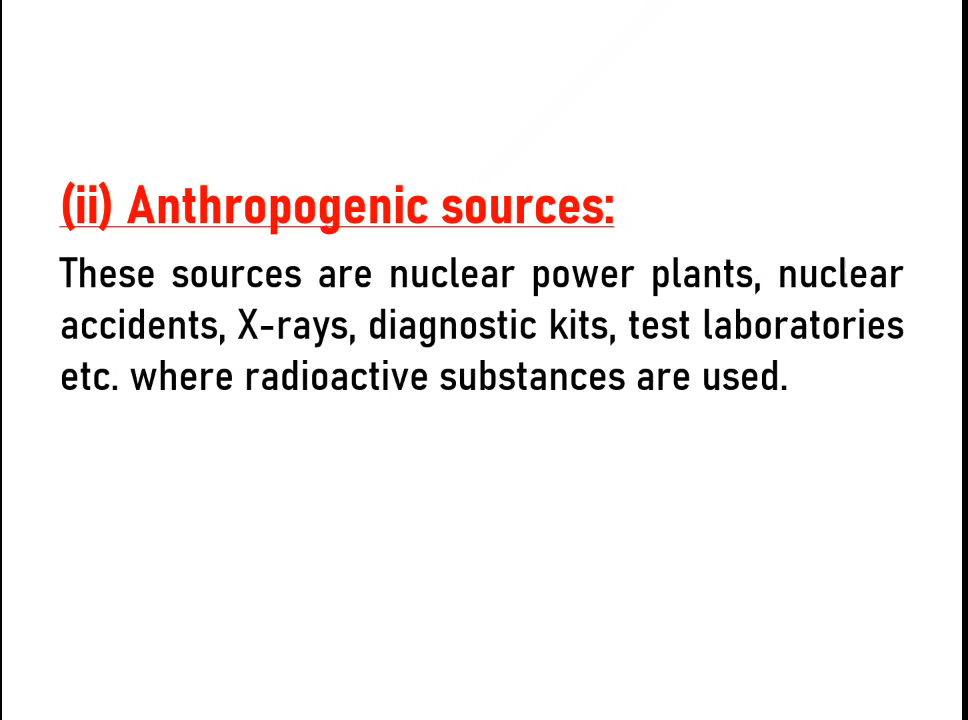 (ii) Anthropogenic sources:
These sources are nuclear power plants, nuclear
accidents, X-rays, diagnostic kits, test laboratories
etc. where radioactive substances are used.